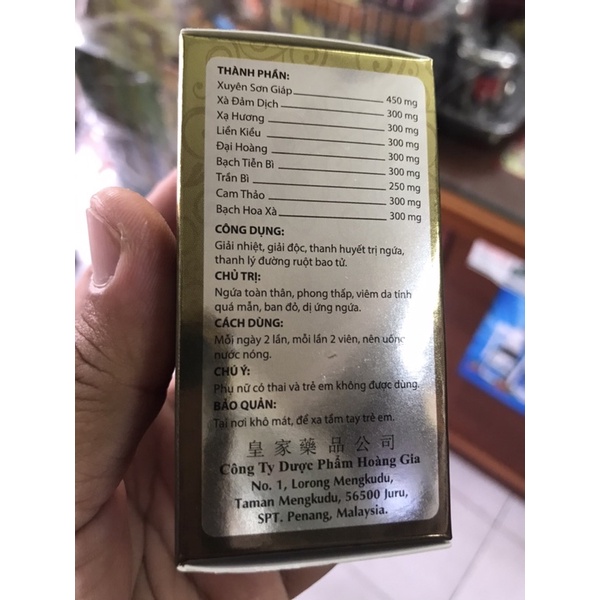 THÀNH PHẦN:
Xuyên Sơn Giáp 450 mg
Xà Đảm Dịch 300 mg
Xạ Hương 300 mg
Liền Kiểu 300 mg
Đại Hoàng 300 mg
Bạch Tiễn Bì 300 mg
Trần Bì 250 mg
Cam Thảo 300 mg
Bạch Hoa Xà 300 mg
CÔNG DỤNG:
Giải nhiệt, giải độc, thanh huyết trị ngứa,
thanh lý đường ruột bao tử.
CHỦ TRỊ:
Ngứa toàn thân, phong thấp, viêm da tính
quá mẫn, ban đỏ, dị ứng ngứa.
CÁCH DÙNG:
Mỗi ngày 2 lần, mỗi lần 2 viên, nên uống
nước nóng.
CHÚ Ý:
Phụ nữ có thai và trẻ em không được dùng.
BẢO QUẢN:
Tại nơi khô mát, để xa tầm tay trẻ em.
皇家藥品公司
Công Ty Dược Phẩm Hoàng Gia
No. 1, Lorong Mengkudu,
Taman Mengkudu, 56500 Juru,
SPT. Penang, Malaysia.